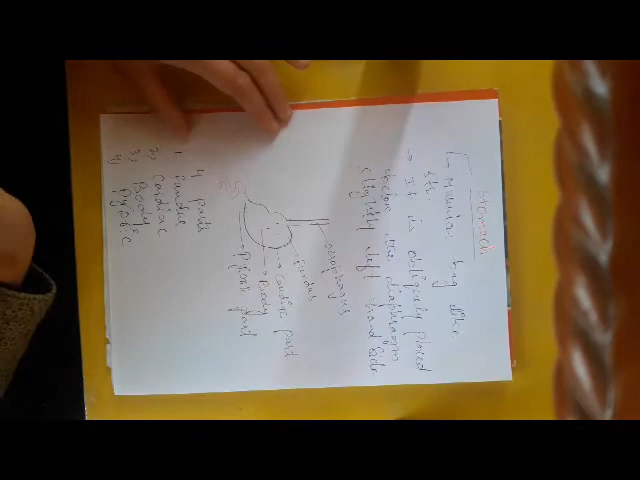 Stomach
→ Muscular bag like
str
→ It is obliquely placed
below the diaphragm
slightly left hand side
oesophagus
Fundus
Cardiac part
Body
Pyloric part
4 parts
1 Fundus
2) Cardiac
3) Body
4)